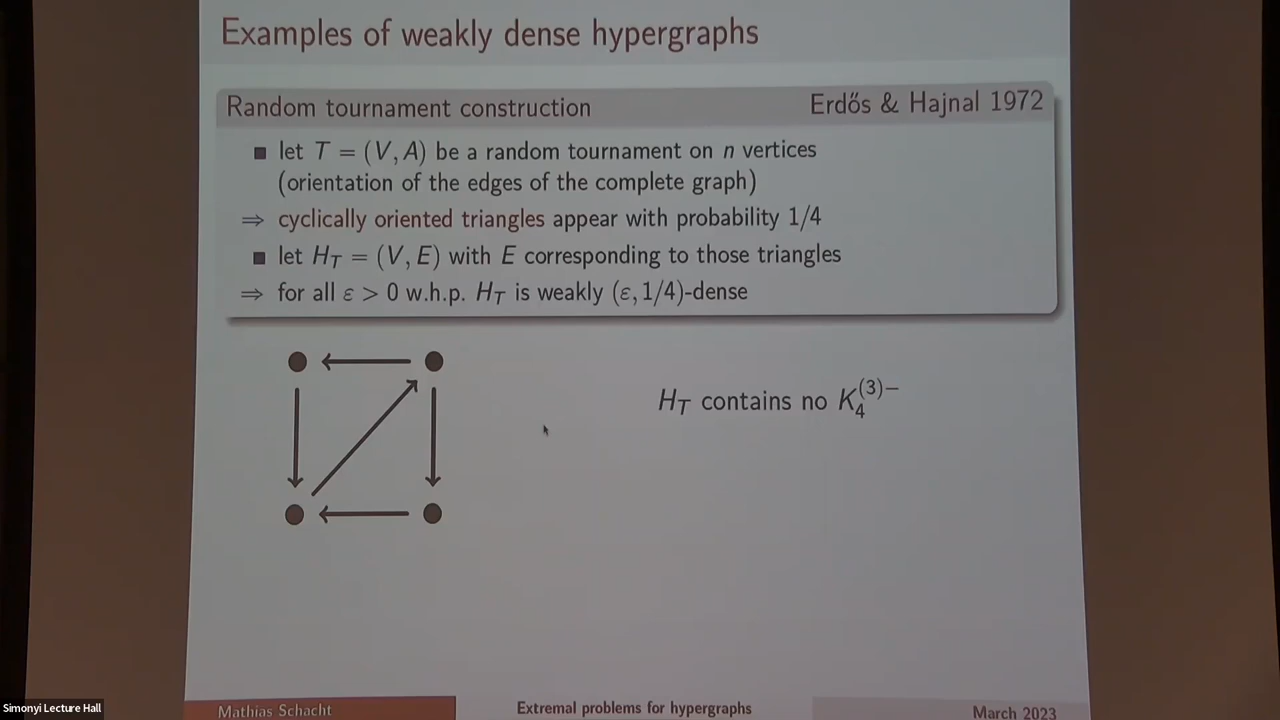 Examples of weakly dense hypergraphs
Random tournament construction Erdős & Hajnal 1972
■ let T = (V, A) be a random tournament on n vertices
(orientation of the edges of the complete graph)
⇒ cyclically oriented triangles appear with probability 1/4
■ let H_T = (V, E) with E corresponding to those triangles
⇒ for all ε > 0 w.h.p. H_T is weakly (ε, 1/4)-dense
H_T contains no K_4^{(3)−}
Mathias Schacht Extremal problems for hypergraphs March 2023
Simonyi Lecture Hall